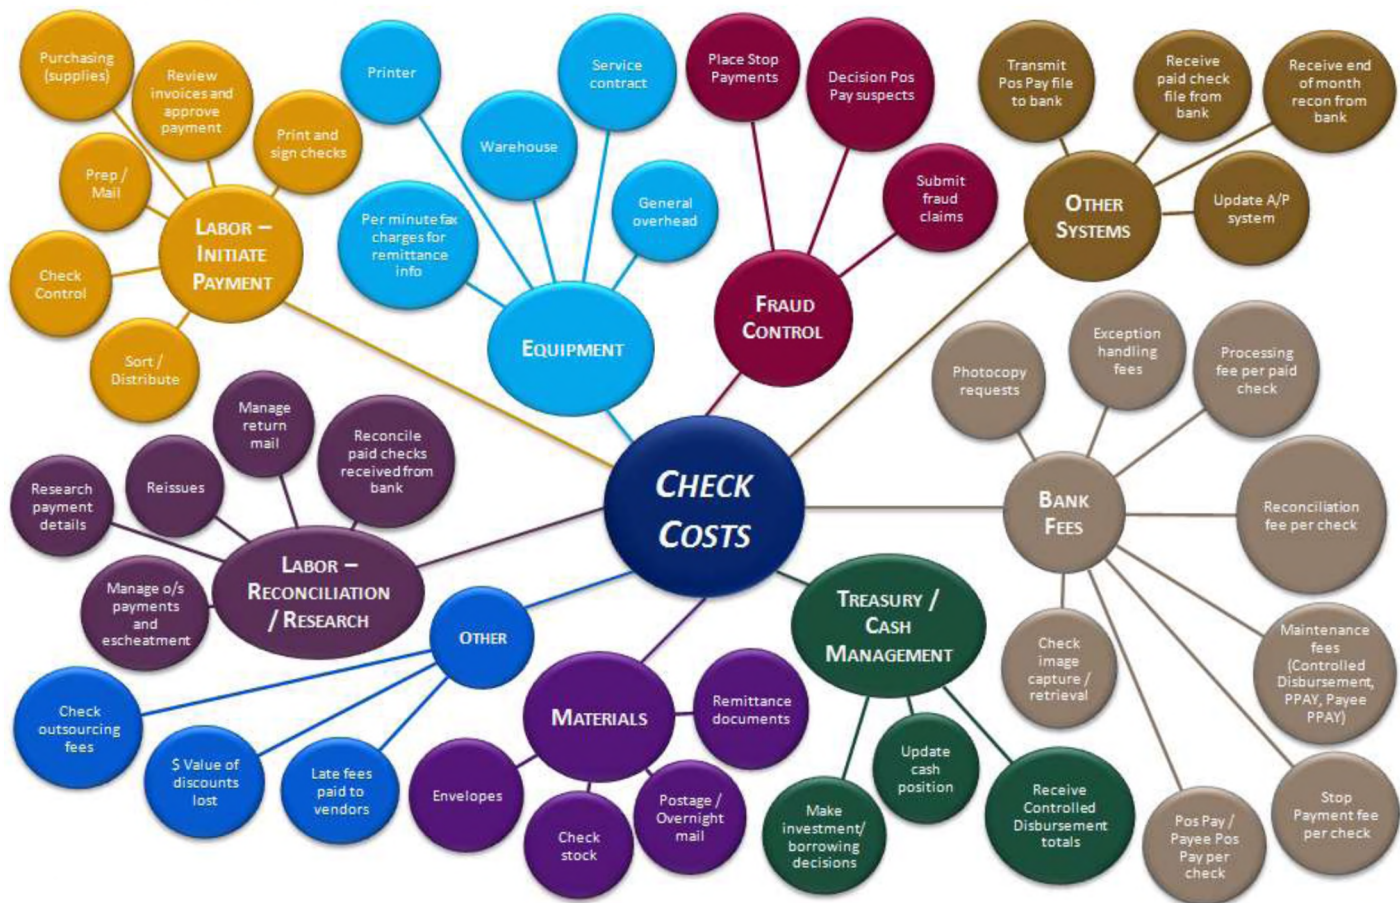 Purchasing
(supplies)
Review
invoices and
approve
payment
Print and
sign checks
Prep /
Mail
LABOR –
INITIATE
PAYMENT
Check
Control
Sort /
Distribute
Printer
Service
contract
Warehouse
General
overhead
Per minute fax
charges for
remittance
info
EQUIPMENT
Place Stop
Payments
Decision Pos
Pay suspects
Submit
fraud
claims
FRAUD
CONTROL
Transmit
Pos Pay file
to bank
Receive
paid check
file from
bank
Receive end
of month
recon from
bank
Update A/P
system
OTHER
SYSTEMS
Photocopy
requests
Exception
handling
fees
Processing
fee per paid
check
BANK
FEES
Reconciliation
fee per check
Check
image
capture /
retrieval
Maintenance
fees
(Controlled
Disbursement,
PPAY, Payee
PPAY)
Stop
Payment fee
per check
Pos Pay /
Payee Pos
Pay per
check
CHECK
COSTS
Manage
return
mail
Reconcile
paid checks
received from
bank
Research
payment
details
Reissues
Manage o/s
payments
and
escheatment
LABOR –
RECONCILIATION
/ RESEARCH
OTHER
Check
outsourcing
fees
$ Value of
discounts
lost
Late fees
paid to
vendors
MATERIALS
Remittance
documents
Envelopes
Check
stock
Postage /
Overnight
mail
TREASURY /
CASH
MANAGEMENT
Update
cash
position
Make
investment/
borrowing
decisions
Receive
Controlled
Disbursement
totals